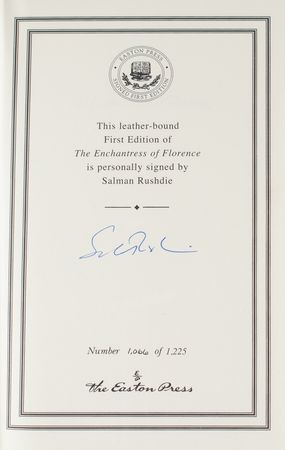 EASTON PRESS
SIGNED FIRST EDITION
This leather-bound
First Edition of
The Enchantress of Florence
is personally signed by
Salman Rushdie
Number 1,066 of 1,225
The Easton Press